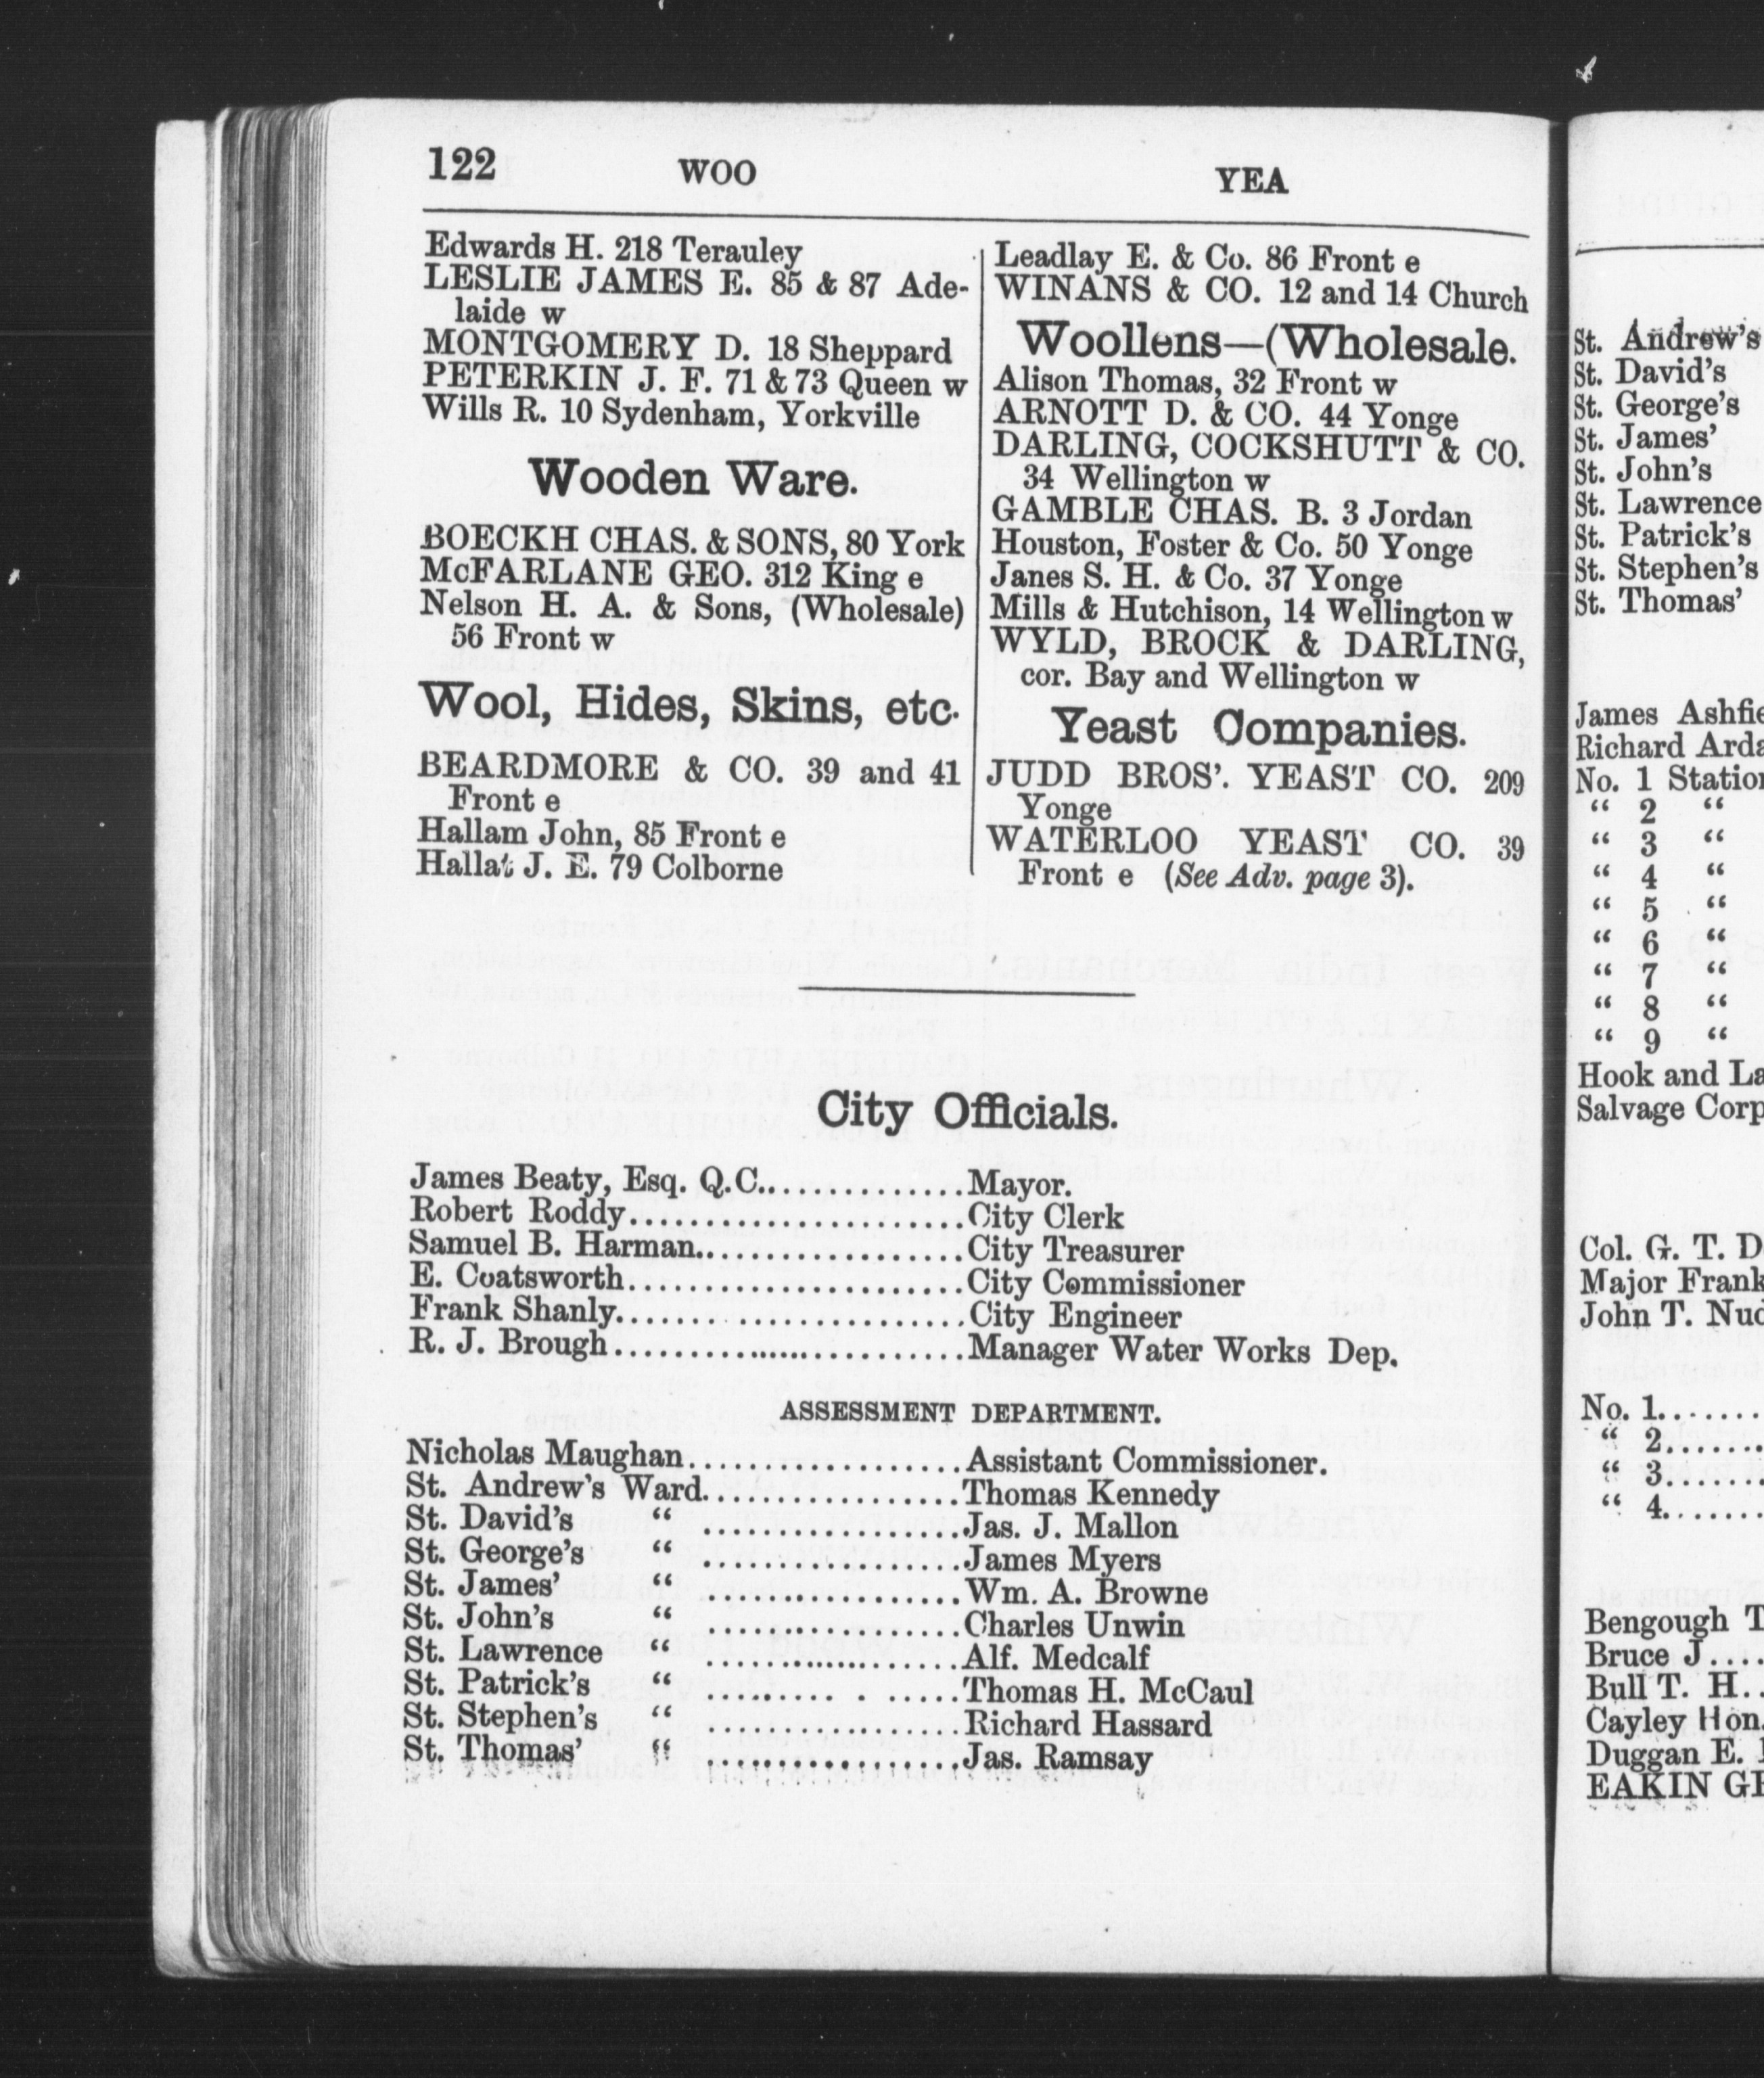 122 WOO YEA
Edwards H. 218 Terauley
LESLIE JAMES E. 85 & 87 Ade-
laide w
MONTGOMERY D. 18 Sheppard
PETERKIN J. F. 71 & 73 Queen w
Wills R. 10 Sydenham, Yorkville
Wooden Ware.
BOECKH CHAS. & SONS, 80 York
McFARLANE GEO. 312 King e
Nelson H. A. & Sons, (Wholesale)
56 Front w
Wool, Hides, Skins, etc.
BEARDMORE & CO. 39 and 41
Front e
Hallam John, 85 Front e
Hallat J. E. 79 Colborne
Leadlay E. & Co. 86 Front e
WINANS & CO. 12 and 14 Church
Woollens—(Wholesale.
Alison Thomas, 32 Front w
ARNOTT D. & CO. 44 Yonge
DARLING, COCKSHUTT & CO.
34 Wellington w
GAMBLE CHAS. B. 3 Jordan
Houston, Foster & Co. 50 Yonge
Janes S. H. & Co. 37 Yonge
Mills & Hutchison, 14 Wellington w
WYLD, BROCK & DARLING,
cor. Bay and Wellington w
Yeast Companies.
JUDD BROS'. YEAST CO. 209
Yonge
WATERLOO YEAST CO. 39
Front e (See Adv. page 3).
City Officials.
James Beaty, Esq. Q.C..............Mayor.
Robert Roddy.......................City Clerk
Samuel B. Harman..................City Treasurer
E. Coatsworth.......................City Commissioner
Frank Shanly........................City Engineer
R. J. Brough........................Manager Water Works Dep.
ASSESSMENT DEPARTMENT.
Nicholas Maughan..................Assistant Commissioner.
St. Andrew's Ward.................Thomas Kennedy
St. David's " .................Jas. J. Mallon
St. George's " .................James Myers
St. James' " .................Wm. A. Browne
St. John's " .................Charles Unwin
St. Lawrence " .................Alf. Medcalf
St. Patrick's " .................Thomas H. McCaul
St. Stephen's " .................Richard Hassard
St. Thomas' " .................Jas. Ramsay
St. Andrew's
St. David's
St. George's
St. James'
St. John's
St. Lawrence
St. Patrick's
St. Stephen's
St. Thomas'
James
Richard
No. 1
" 2 "
" 3 "
" 4 "
" 5 "
" 6 "
" 7 "
" 8 "
" 9 "
Hook and
Salvage
Col. G. T.
Major Frank
John T.
No. 1.......
" 2.......
" 3.......
" 4.......
Bengough
Bruce J....
Bull T. H..
Cayley Hon.
Duggan E.
EAKIN